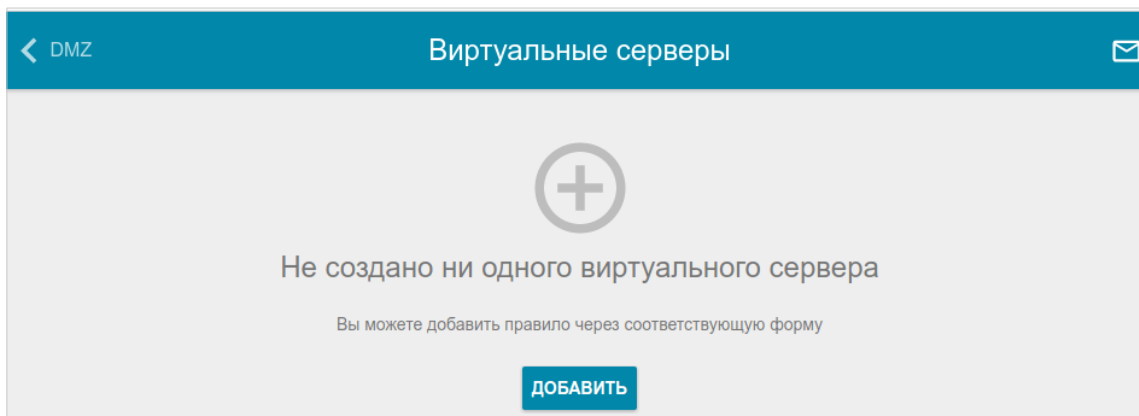 DMZ
Виртуальные серверы
Не создано ни одного виртуального сервера
Вы можете добавить правило через соответствующую форму
ДОБАВИТЬ